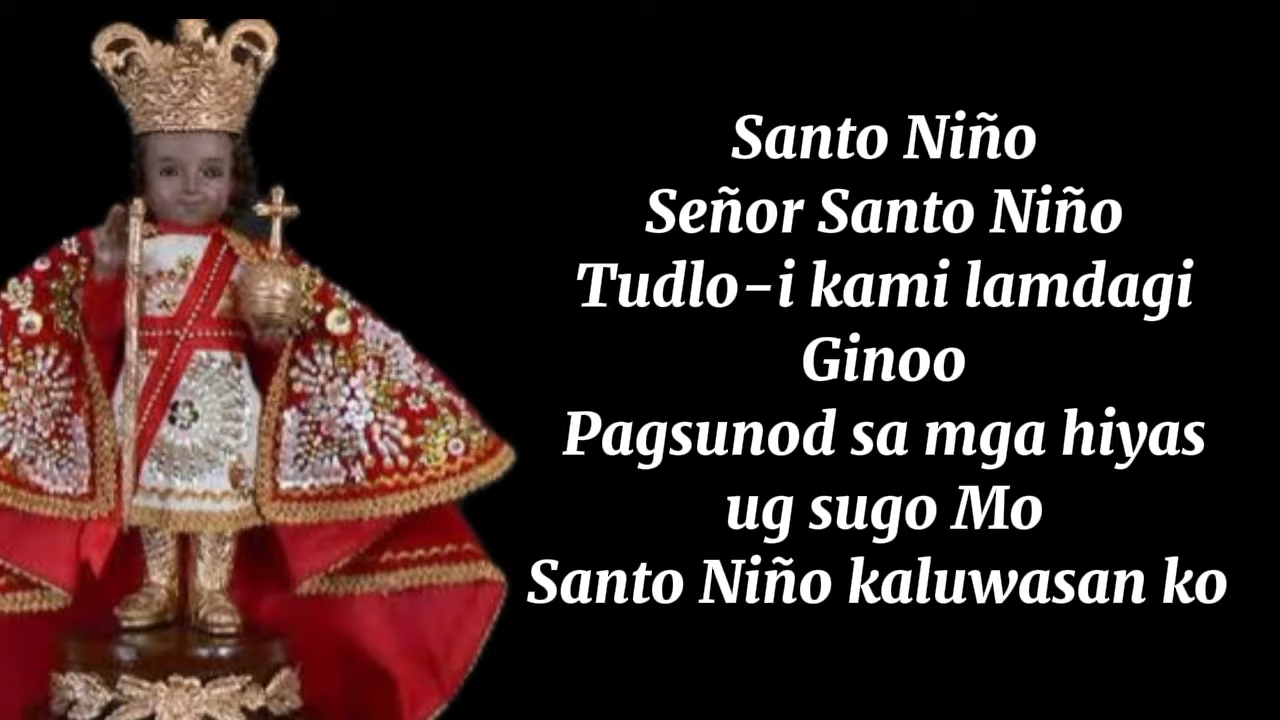 Santo Niño
Señor Santo Niño
Tudlo-i kami lamdagi
Ginoo
Pagsunod sa mga hiyas
ug sugo Mo
Santo Niño kaluwasan ko